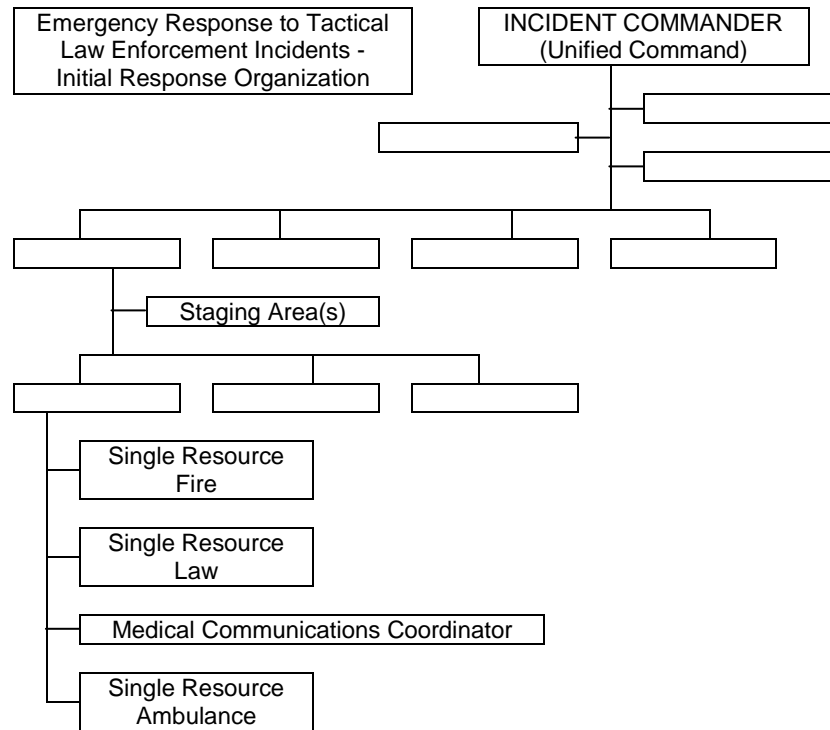 Emergency Response to Tactical
Law Enforcement Incidents -
Initial Response Organization
INCIDENT COMMANDER
(Unified Command)
Staging Area(s)
Single Resource
Fire
Single Resource
Law
Medical Communications Coordinator
Single Resource
Ambulance